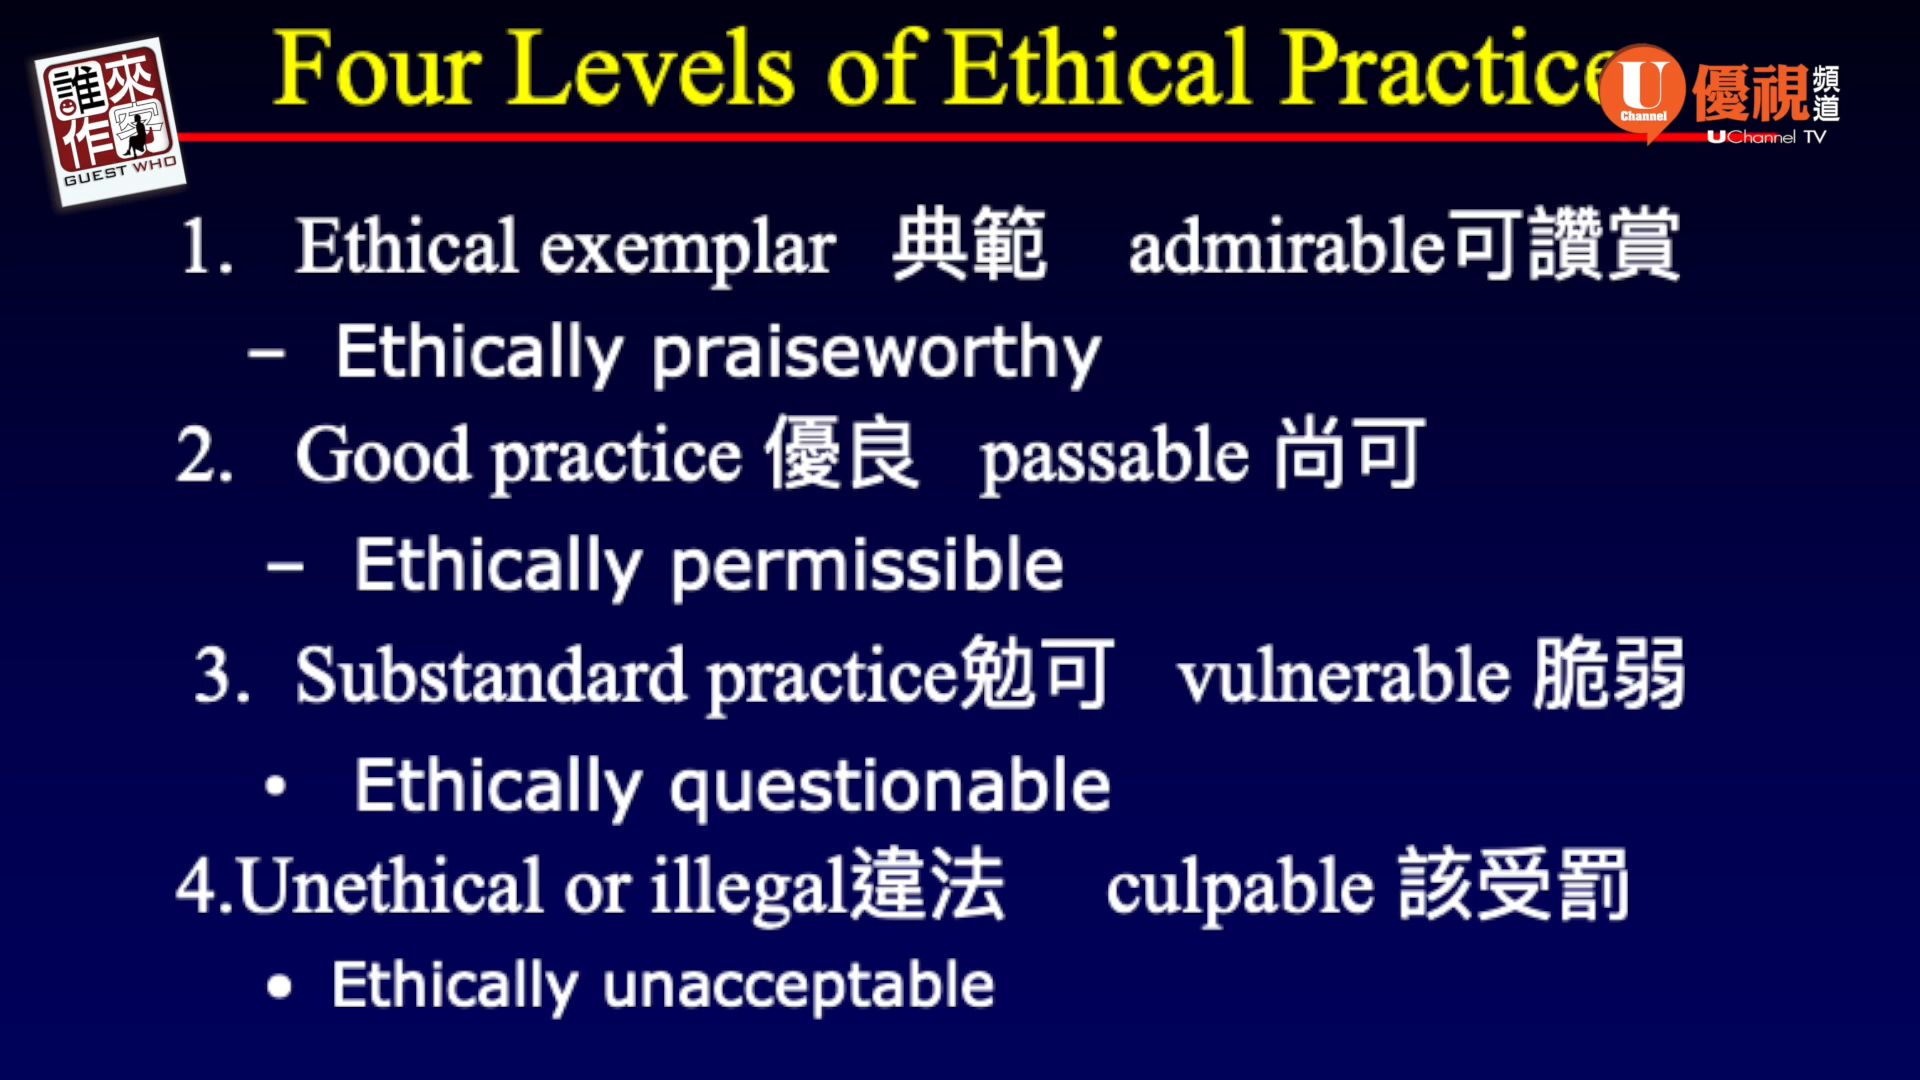 Four Levels of Ethical Practice
誰來作客
GUEST WHO
U Channel 優視頻道
UChannel TV
1. Ethical exemplar 典範 admirable可讚賞
– Ethically praiseworthy
2. Good practice 優良 passable 尚可
– Ethically permissible
3. Substandard practice勉可 vulnerable 脆弱
• Ethically questionable
4.Unethical or illegal違法 culpable 該受罰
• Ethically unacceptable